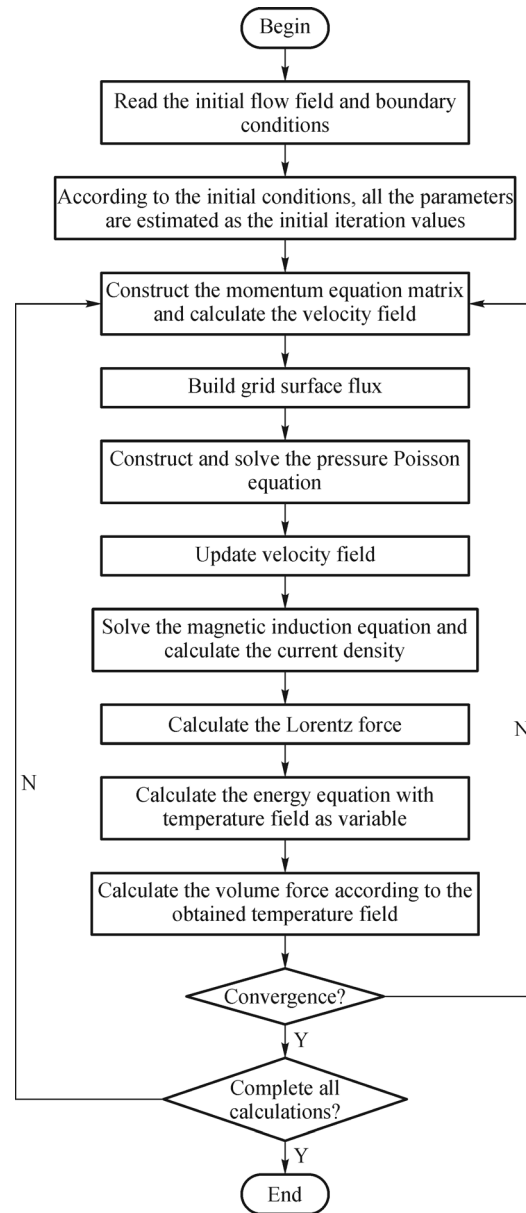 Begin
Read the initial flow field and boundary
conditions
According to the initial conditions, all the parameters
are estimated as the initial iteration values
Construct the momentum equation matrix
and calculate the velocity field
Build grid surface flux
Construct and solve the pressure Poisson
equation
Update velocity field
Solve the magnetic induction equation and
calculate the current density
Calculate the Lorentz force
N
N
Calculate the energy equation with
temperature field as variable
Calculate the volume force according to the
obtained temperature field
Convergence?
Y
Complete all
calculations?
Y
End